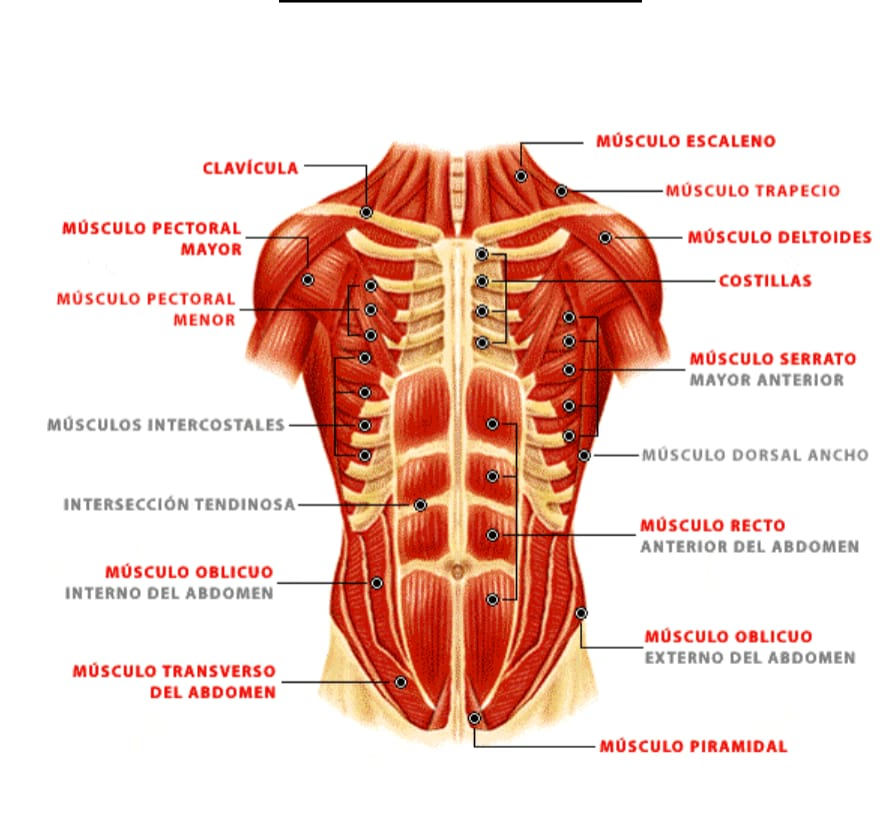 MÚSCULO ESCALENO
CLAVÍCULA
MÚSCULO TRAPECIO
MÚSCULO PECTORAL
MAYOR
MÚSCULO DELTOIDES
COSTILLAS
MÚSCULO PECTORAL
MENOR
MÚSCULO SERRATO
MAYOR ANTERIOR
MÚSCULOS INTERCOSTALES
MÚSCULO DORSAL ANCHO
INTERSECCIÓN TENDINOSA
MÚSCULO RECTO
ANTERIOR DEL ABDOMEN
MÚSCULO OBLICUO
INTERNO DEL ABDOMEN
MÚSCULO OBLICUO
EXTERNO DEL ABDOMEN
MÚSCULO TRANSVERSO
DEL ABDOMEN
MÚSCULO PIRAMIDAL